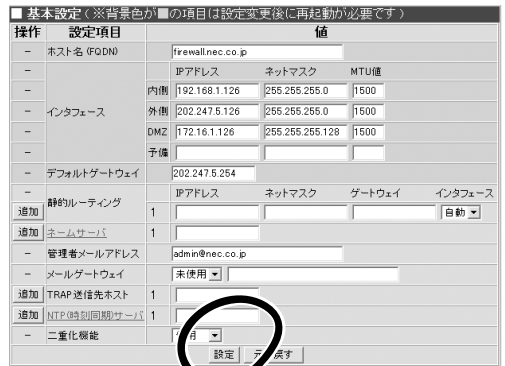 ■ 基本設定(※背景色が■の項目は設定変更後に再起動が必要です)
操作 設定項目 値
− ホスト名 (FQDN) firewall.nec.co.jp
− IPアドレス ネットマスク MTU値
− 内側 192.168.1.126 255.255.255.0 1500
− インタフェース 外側 202.247.5.126 255.255.255.0 1500
− DMZ 172.16.1.126 255.255.255.128 1500
− 予備
− デフォルトゲートウェイ 202.247.5.254
− 静的ルーティング IPアドレス ネットマスク ゲートウェイ インタフェース
追加 1 自動
追加 ネームサーバ 1
− 管理者メールアドレス admin@nec.co.jp
− メールゲートウェイ 未使用
追加 TRAP送信先ホスト 1
追加 NTP(時刻同期)サーバ 1
− 二重化機能 用
設定 元 戻す